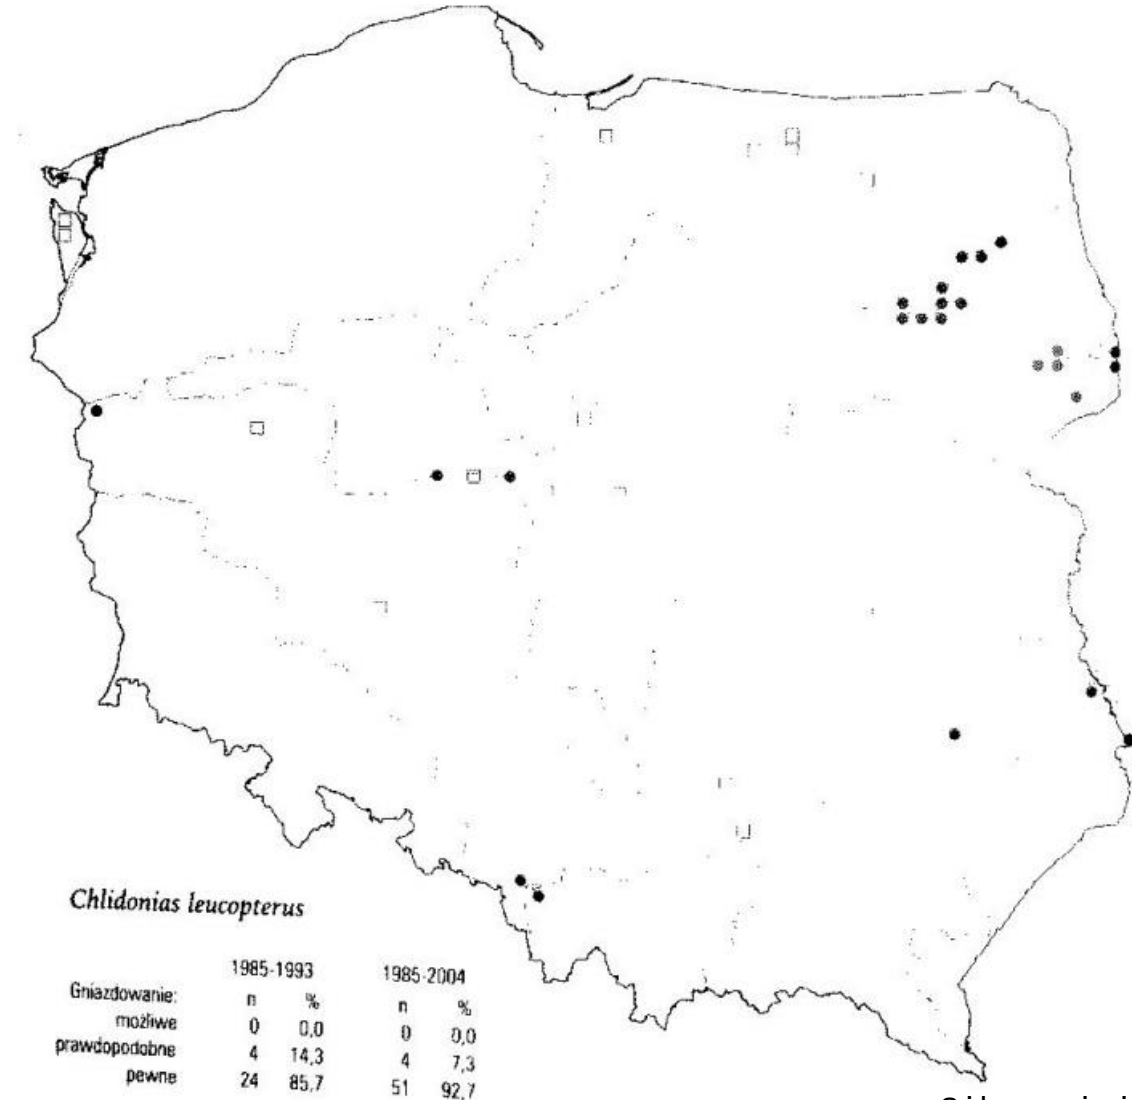 Chlidonias leucopterus
1985-1993 1985-2004
Gniazdowanie: n % n %
możliwe 0 0,0 0 0,0
prawdopodobne 4 14,3 4 7,3
pewne 24 85,7 51 92,7